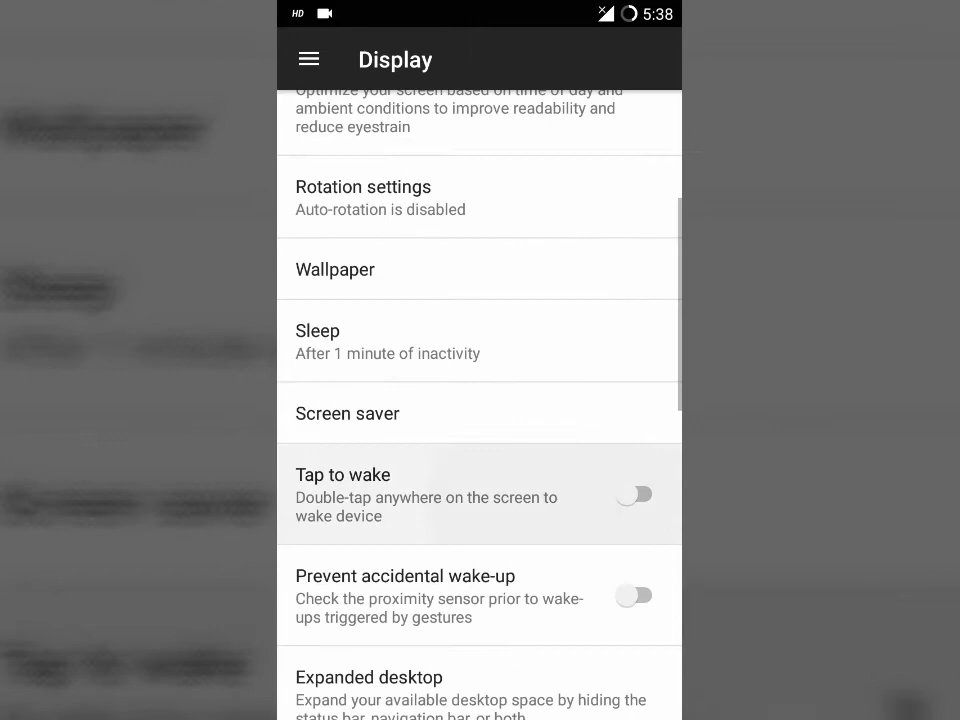 HD
5:38
Display
Optimize your screen based on time of day and
ambient conditions to improve readability and
reduce eyestrain
Rotation settings
Auto-rotation is disabled
Wallpaper
Sleep
After 1 minute of inactivity
Screen saver
Tap to wake
Double-tap anywhere on the screen to
wake device
Prevent accidental wake-up
Check the proximity sensor prior to wake-
ups triggered by gestures
Expanded desktop
Expand your available desktop space by hiding the
status bar, navigation bar, or both